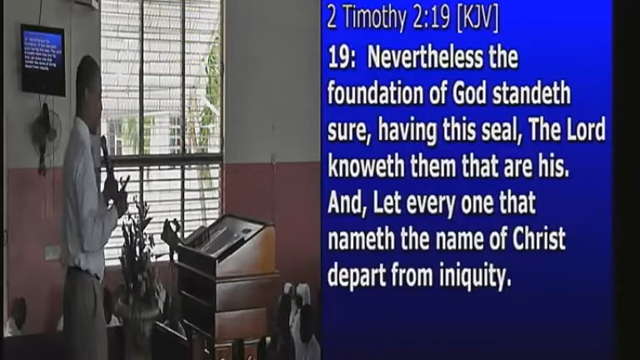 2 Timothy 2:19 [KJV]
19: Nevertheless the
foundation of God standeth
sure, having this seal, The Lord
knoweth them that are his.
And, Let every one that
nameth the name of Christ
depart from iniquity.